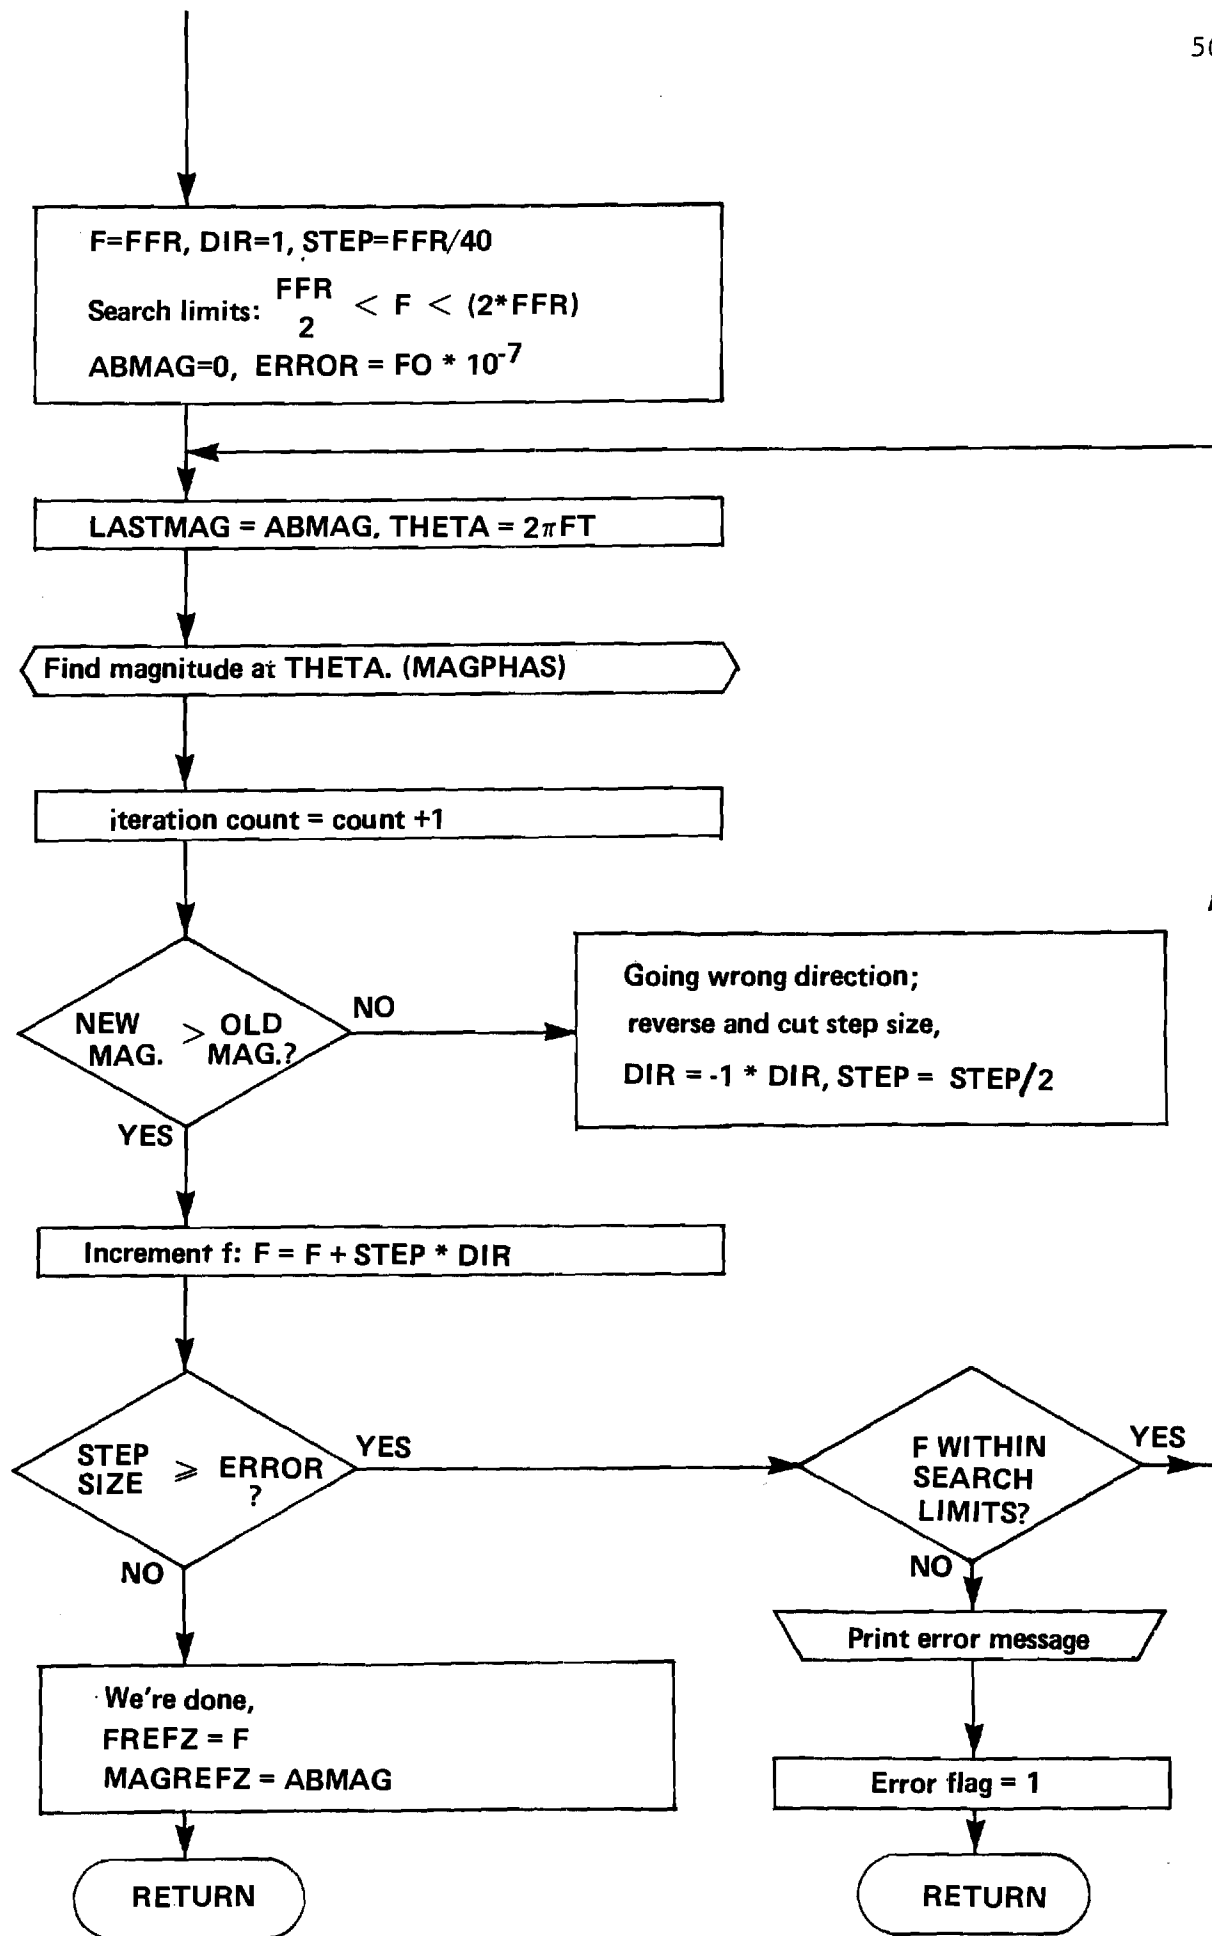 F=FFR, DIR=1, STEP=FFR/40
Search limits: FFR/2 < F < (2*FFR)
ABMAG=0, ERROR = FO * 10^-7
LASTMAG = ABMAG, THETA = 2πFT
Find magnitude at THETA. (MAGPHAS)
iteration count = count +1
NEW MAG. > OLD MAG.?
NO
YES
Going wrong direction;
reverse and cut step size,
DIR = -1 * DIR, STEP = STEP/2
Increment f: F = F + STEP * DIR
STEP SIZE ⩾ ERROR ?
YES
NO
F WITHIN
SEARCH
LIMITS?
YES
NO
Print error message
Error flag = 1
RETURN
We're done,
FREFZ = F
MAGREFZ = ABMAG
RETURN